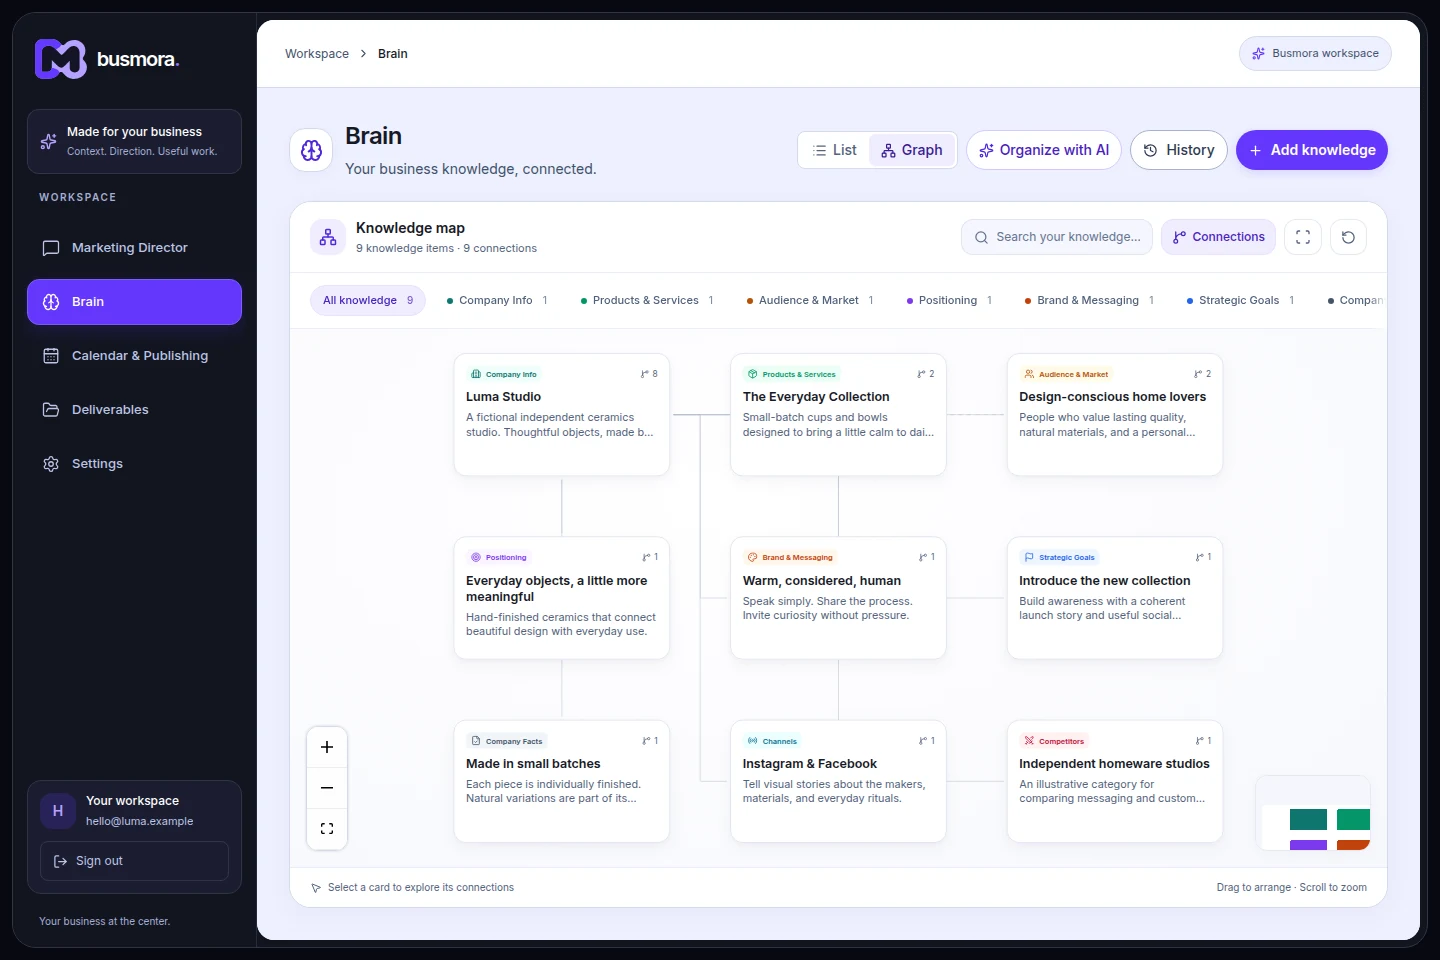 busmora.
Made for your business
Context. Direction. Useful work.
WORKSPACE
Marketing Director
Brain
Calendar & Publishing
Deliverables
Settings
H
Your workspace
hello@luma.example
Sign out
Your business at the center.
Workspace > Brain
Busmora workspace
Brain
Your business knowledge, connected.
List
Graph
Organize with AI
History
+ Add knowledge
Knowledge map
9 knowledge items · 9 connections
Search your knowledge...
Connections
All knowledge 9
Company Info 1
Products & Services 1
Audience & Market 1
Positioning 1
Brand & Messaging 1
Strategic Goals 1
Compan
Company Info 8
Luma Studio
A fictional independent ceramics
studio. Thoughtful objects, made b...
Products & Services 2
The Everyday Collection
Small-batch cups and bowls
designed to bring a little calm to dai...
Audience & Market 2
Design-conscious home lovers
People who value lasting quality,
natural materials, and a personal...
Positioning 1
Everyday objects, a little more
meaningful
Hand-finished ceramics that connect
beautiful design with everyday use.
Brand & Messaging 1
Warm, considered, human
Speak simply. Share the process.
Invite curiosity without pressure.
Strategic Goals 1
Introduce the new collection
Build awareness with a coherent
launch story and useful social...
Company Facts 1
Made in small batches
Each piece is individually finished.
Natural variations are part of its...
Channels 1
Instagram & Facebook
Tell visual stories about the makers,
materials, and everyday rituals.
Competitors 1
Independent homeware studios
An illustrative category for
comparing messaging and custom...
Select a card to explore its connections
Drag to arrange · Scroll to zoom